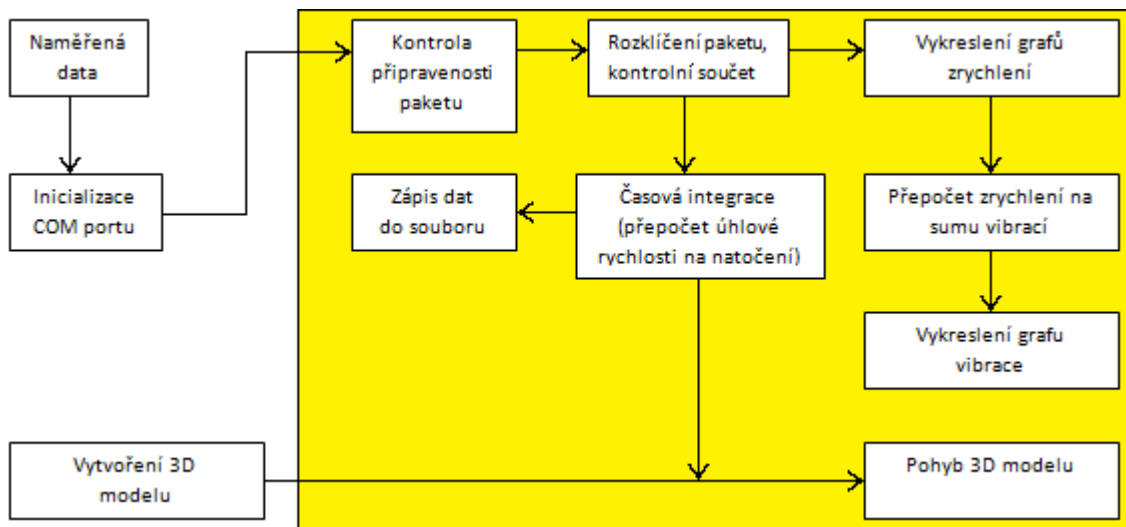 Naměřená
data
Kontrola
připravenosti
paketu
Rozklíčení paketu,
kontrolní součet
Vykreslení grafů
zrychlení
Inicializace
COM portu
Zápis dat
do souboru
Časová integrace
(přepočet úhlové
rychlosti na natočení)
Přepočet zrychlení na
sumu vibrací
Vykreslení grafu
vibrace
Vytvoření 3D
modelu
Pohyb 3D modelu